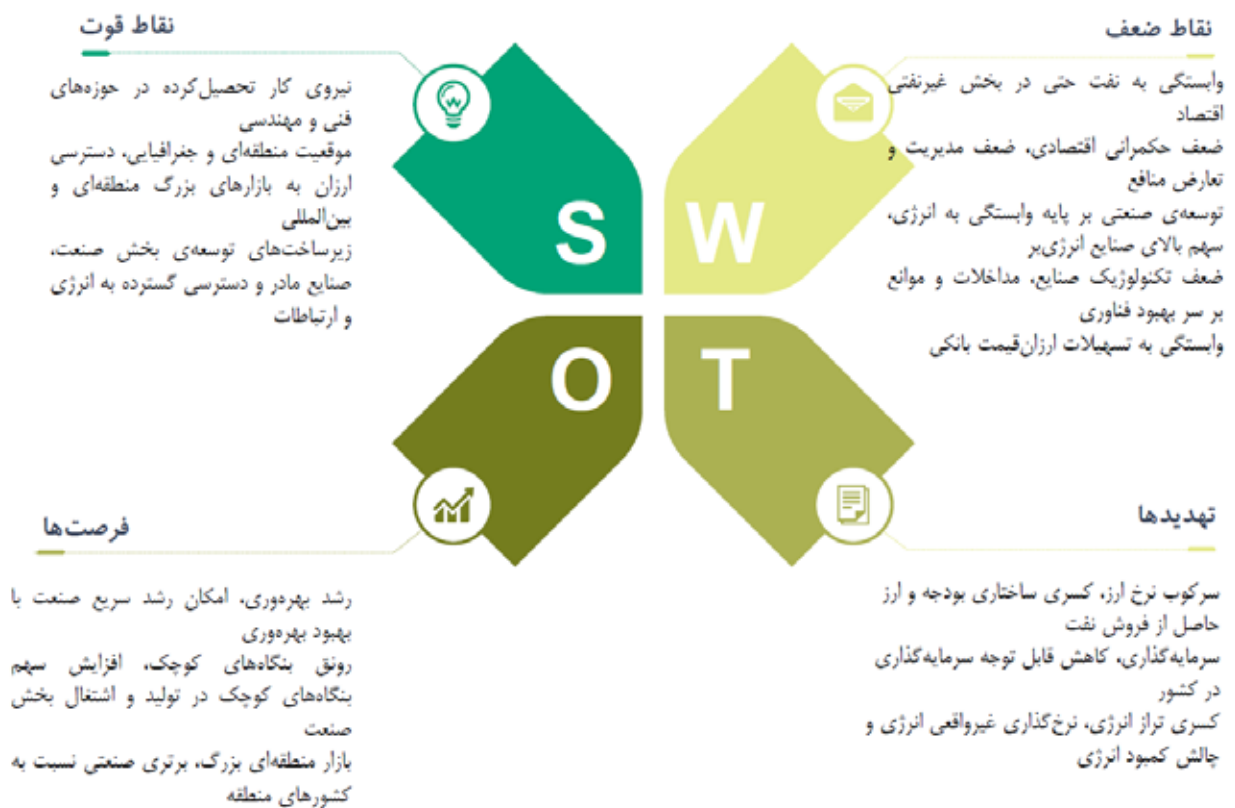 نقاط قوت
نیروی کار تحصیل‌کرده در حوزه‌های
فنی و مهندسی
موقعیت منطقه‌ای و جغرافیایی، دسترسی
ارزان به بازارهای بزرگ منطقه‌ای و
بین‌المللی
زیرساخت‌های توسعه‌ی بخش صنعت،
صنایع مادر و دسترسی گسترده به انرژی
و ارتباطات
نقاط ضعف
وابستگی به نفت حتی در بخش غیرنفتی
اقتصاد
ضعف حکمرانی اقتصادی، ضعف مدیریت و
تعارض منافع
توسعه‌ی صنعتی بر پایه وابستگی به انرژی،
سهم بالای صنایع انرژی‌بر
ضعف تکنولوژیک صنایع، مداخلات و موانع
بر سر بهبود فناوری
وابستگی به تسهیلات ارزان‌قیمت بانکی
S W
O T
فرصت‌ها
رشد بهره‌وری، امکان رشد سریع صنعت با
بهبود بهره‌وری
رونق بنگاه‌های کوچک، افزایش سهم
بنگاه‌های کوچک در تولید و اشتغال بخش
صنعت
بازار منطقه‌ای بزرگ، برتری صنعتی نسبت به
کشورهای منطقه
تهدیدها
سرکوب نرخ ارز، کسری ساختاری بودجه و ارز
حاصل از فروش نفت
سرمایه‌گذاری، کاهش قابل توجه سرمایه‌گذاری
در کشور
کسری تراز انرژی، نرخ‌گذاری غیرواقعی انرژی و
چالش کمبود انرژی